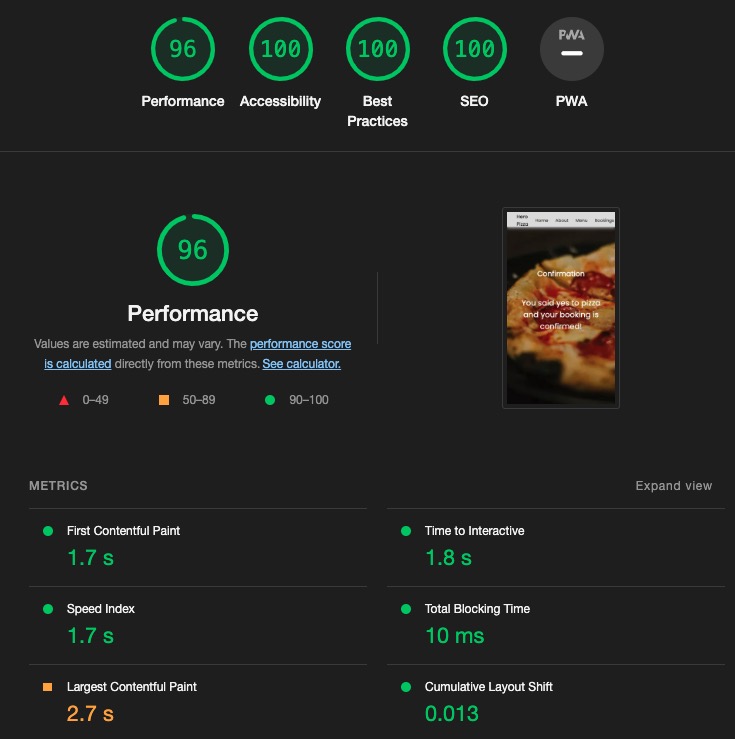 96
100
100
100
PWA
Performance
Accessibility
Best
Practices
SEO
PWA
96
Performance
Values are estimated and may vary. The performance score
is calculated directly from these metrics. See calculator.
0–49
50–89
90–100
Hero
Pizza
Home
About
Menu
Bookings
Confirmation
You said yes to pizza
and your booking is
confirmed!
METRICS
Expand view
First Contentful Paint
1.7 s
Time to Interactive
1.8 s
Speed Index
1.7 s
Total Blocking Time
10 ms
Largest Contentful Paint
2.7 s
Cumulative Layout Shift
0.013